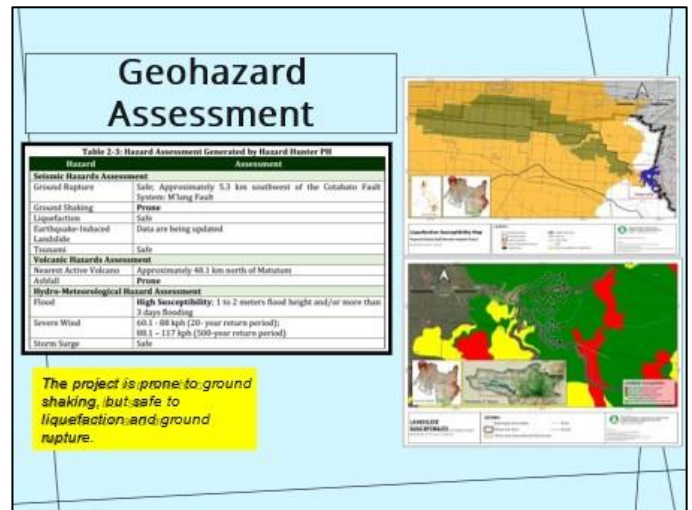 Geohazard
Assessment
Table 2-3: Hazard Assessment Generated by Hazard Hunter PH
Hazard Assessment
Seismic Hazards Assessment
Ground Rupture Safe; Approximately 5.3 km southwest of the Cotabato Fault
System: M'lang Fault
Ground Shaking Prone
Liquefaction Safe
Earthquake-Induced Data are being updated
Landslide
Tsunami Safe
Volcanic Hazards Assessment
Nearest Active Volcano Approximately 48.1 km north of Matutum
Ashfall Prone
Hydro-Meteorological Hazard Assessment
Flood High Susceptibility; 1 to 2 meters flood height and/or more than
3 days flooding
Severe Wind 60.1 - 88 kph (20- year return period);
88.1 – 117 kph (500-year return period)
Storm Surge Safe
The project is prone to ground
shaking, but safe to
liquefaction and ground
rupture.
Liquefaction Susceptibility Map
LANDSLIDE
SUSCEPTIBILITY